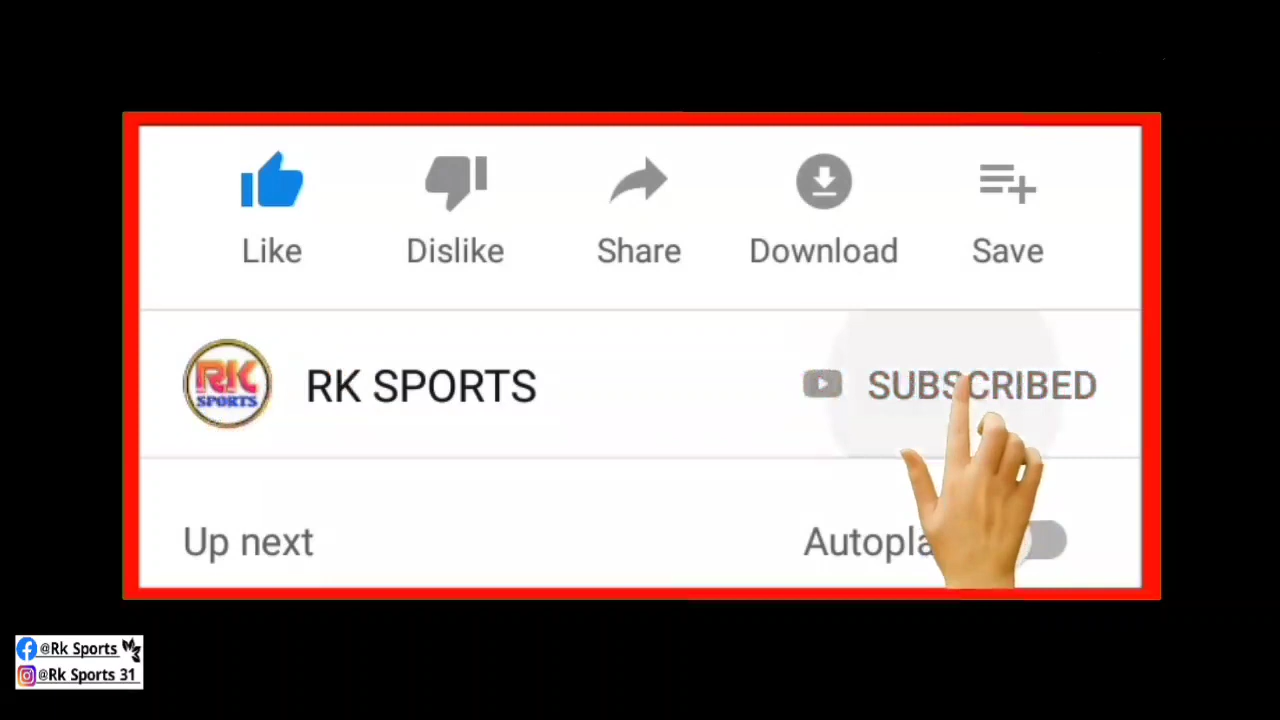 Like Dislike Share Download Save
RK
SPORTS
RK SPORTS SUBSCRIBED
Up next Autopla
@Rk Sports
@Rk Sports 31